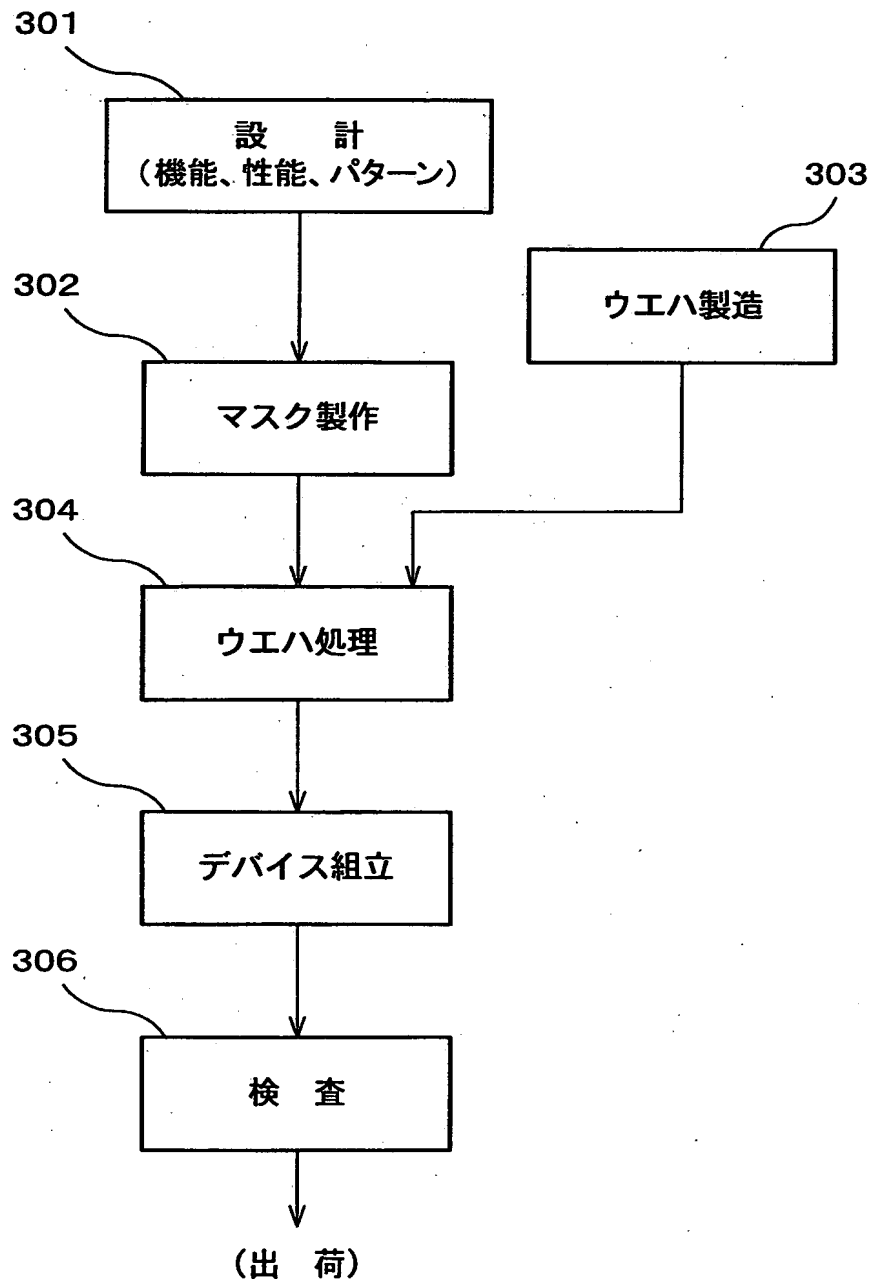 301
設　計
（機能、性能、パターン）
303
ウエハ製造
302
マスク製作
304
ウエハ処理
305
デバイス組立
306
検　査
（出　荷）